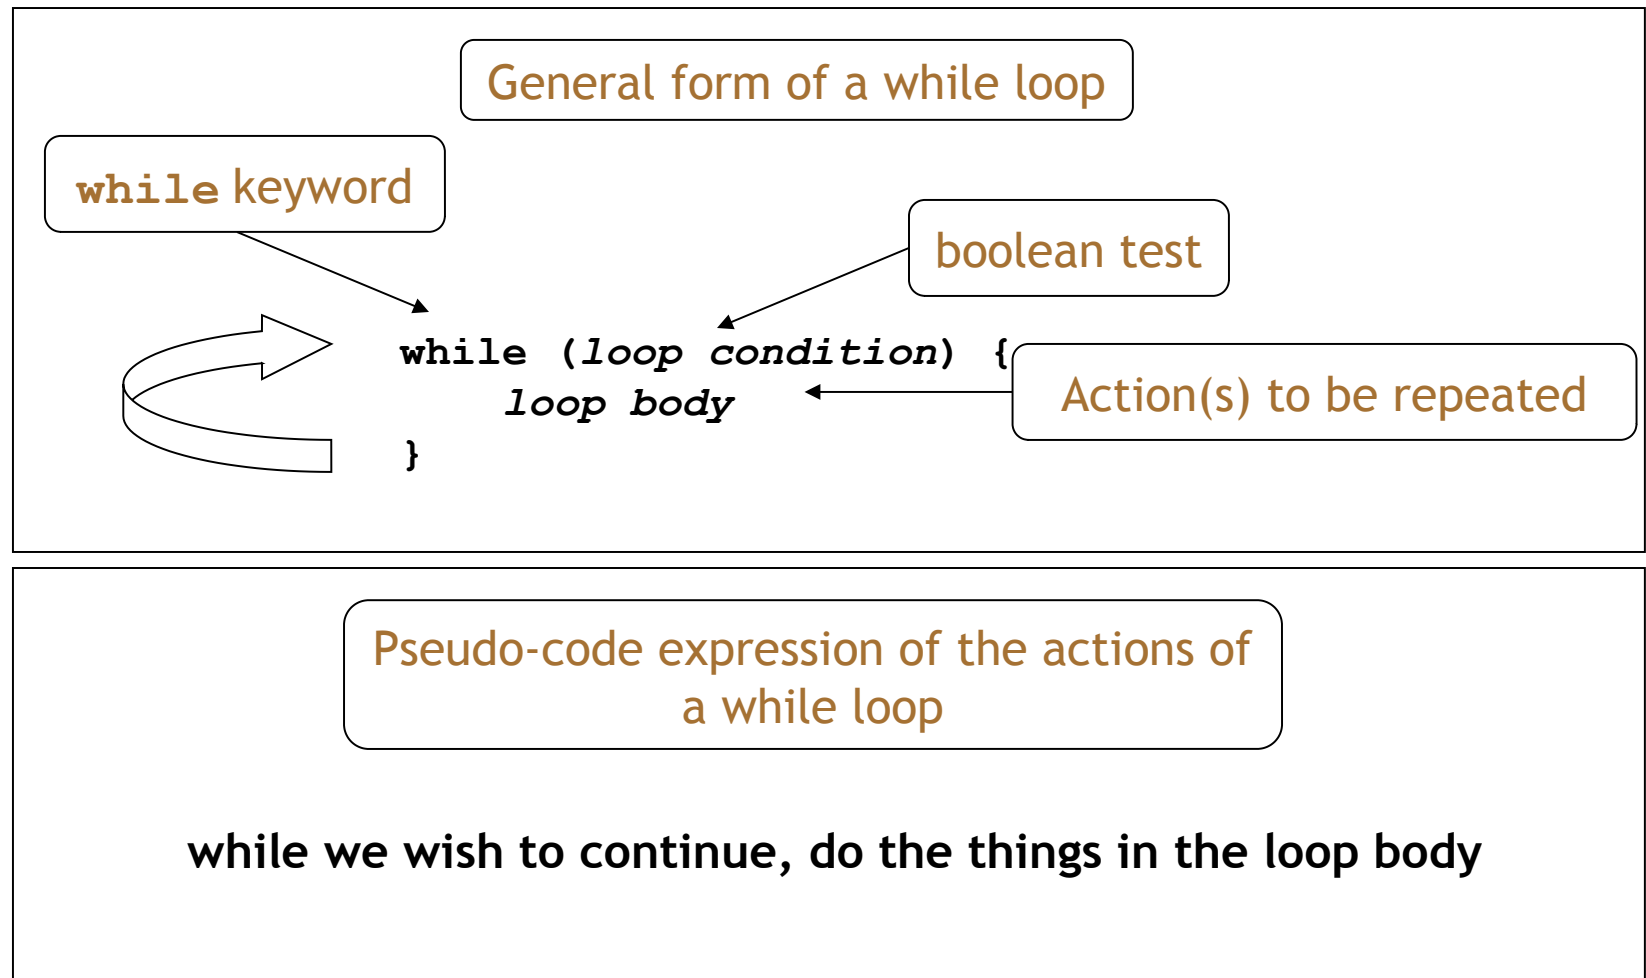 General form of a while loop
while keyword
boolean test
while (loop condition) {
loop body
Action(s) to be repeated
}
Pseudo-code expression of the actions of
a while loop
while we wish to continue, do the things in the loop body